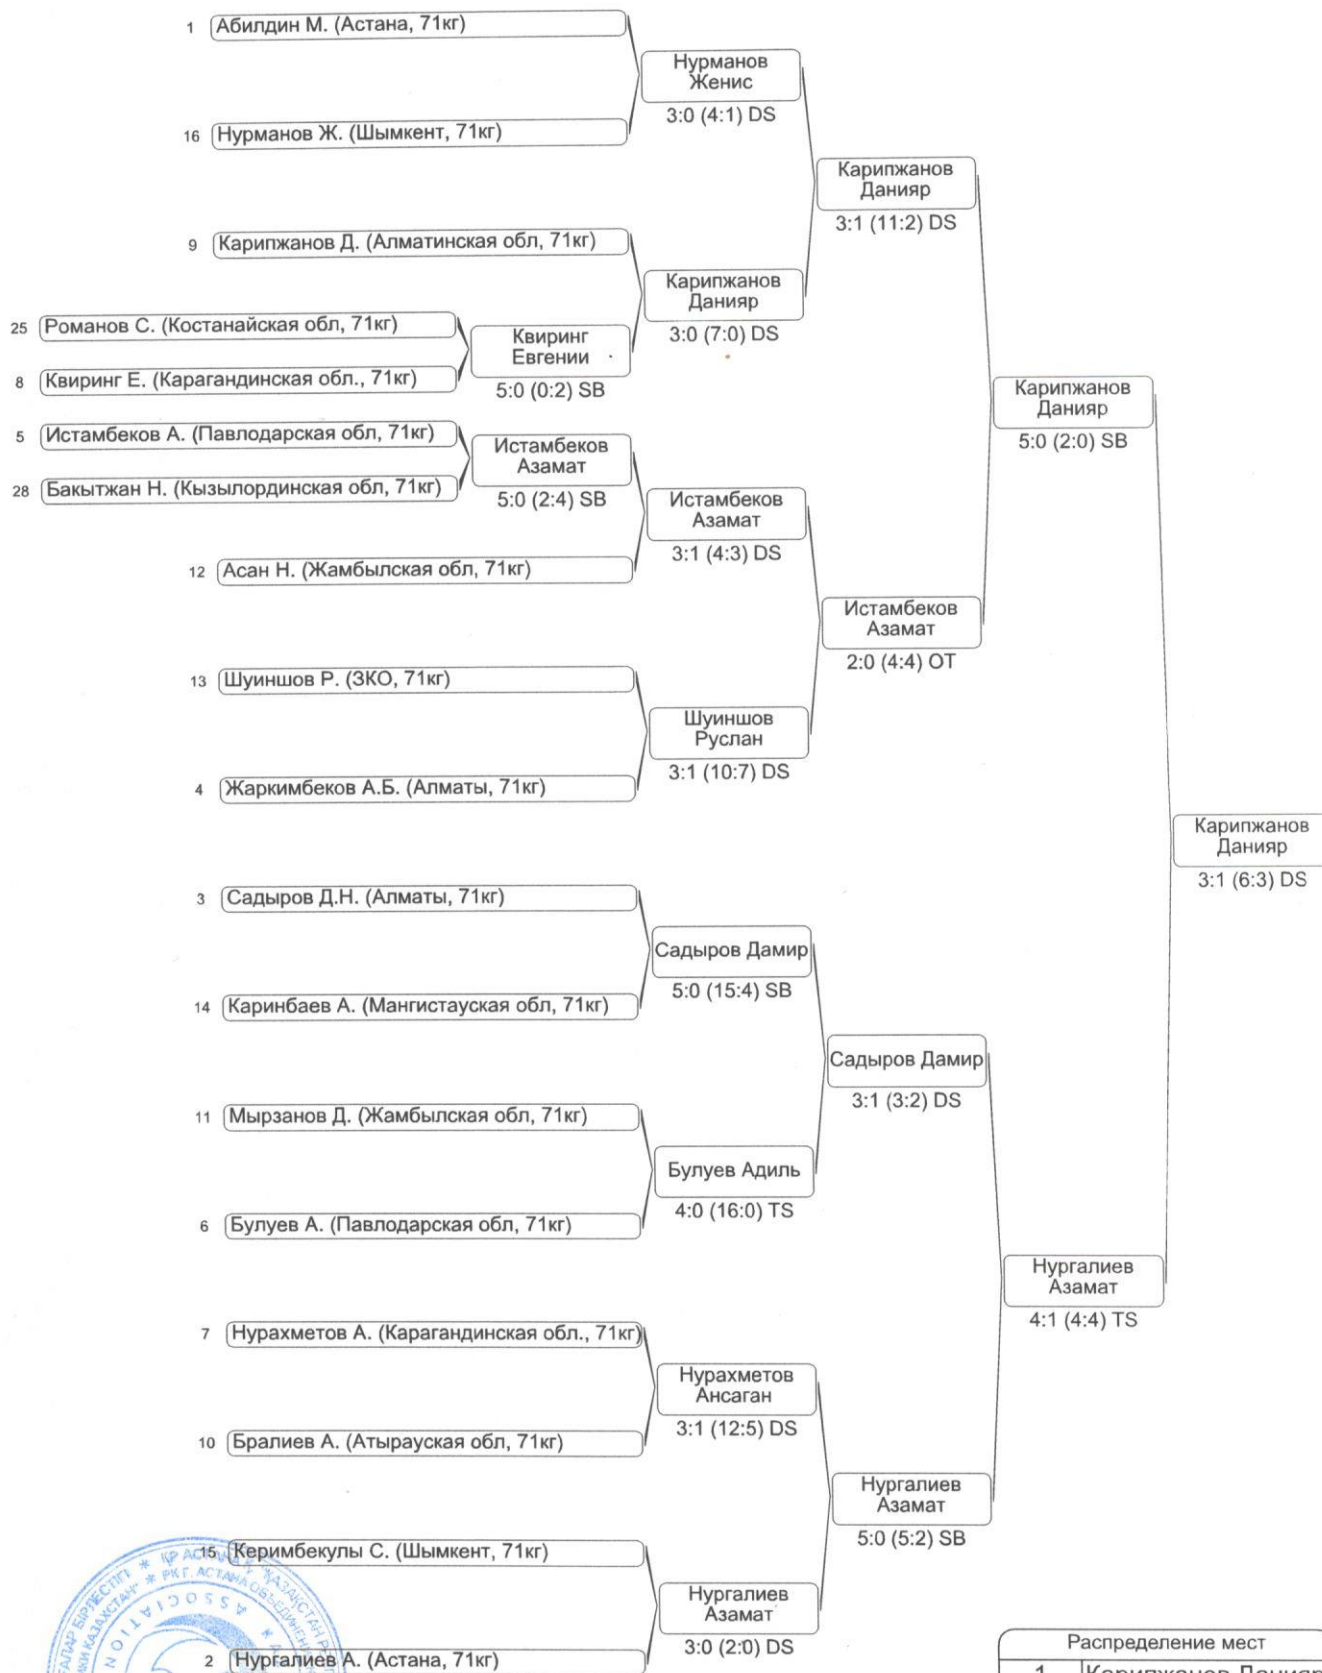 1 Абилдин М. (Астана, 71кг)
Нурманов
Женис
3:0 (4:1) DS
16 Нурманов Ж. (Шымкент, 71кг)
Карипжанов
Данияр
3:1 (11:2) DS
9 Карипжанов Д. (Алматинская обл, 71кг)
Карипжанов
Данияр
3:0 (7:0) DS
25 Романов С. (Костанайская обл, 71кг)
Квиринг
Евгении
5:0 (0:2) SB
8 Квиринг Е. (Карагандинская обл., 71кг)
Карипжанов
Данияр
5:0 (2:0) SB
5 Истамбеков А. (Павлодарская обл, 71кг)
Истамбеков
Азамат
5:0 (2:4) SB
28 Бакытжан Н. (Кызылординская обл, 71кг)
Истамбеков
Азамат
3:1 (4:3) DS
12 Асан Н. (Жамбылская обл, 71кг)
Истамбеков
Азамат
2:0 (4:4) OT
13 Шуиншов Р. (ЗКО, 71кг)
Шуиншов
Руслан
3:1 (10:7) DS
4 Жаркимбеков А.Б. (Алматы, 71кг)
Карипжанов
Данияр
3:1 (6:3) DS
3 Садыров Д.Н. (Алматы, 71кг)
Садыров Дамир
5:0 (15:4) SB
14 Каринбаев А. (Мангистауская обл, 71кг)
Садыров Дамир
3:1 (3:2) DS
11 Мырзанов Д. (Жамбылская обл, 71кг)
Булуев Адиль
4:0 (16:0) TS
6 Булуев А. (Павлодарская обл, 71кг)
Нургалиев
Азамат
4:1 (4:4) TS
7 Нурахметов А. (Карагандинская обл., 71кг)
Нурахметов
Ансаган
3:1 (12:5) DS
10 Бралиев А. (Атырауская обл, 71кг)
Нургалиев
Азамат
5:0 (5:2) SB
15 Керимбекулы С. (Шымкент, 71кг)
Нургалиев
Азамат
3:0 (2:0) DS
2 Нургалиев А. (Астана, 71кг)
Распределение мест
1 Карипжанов Данияр
ASSOCIATION